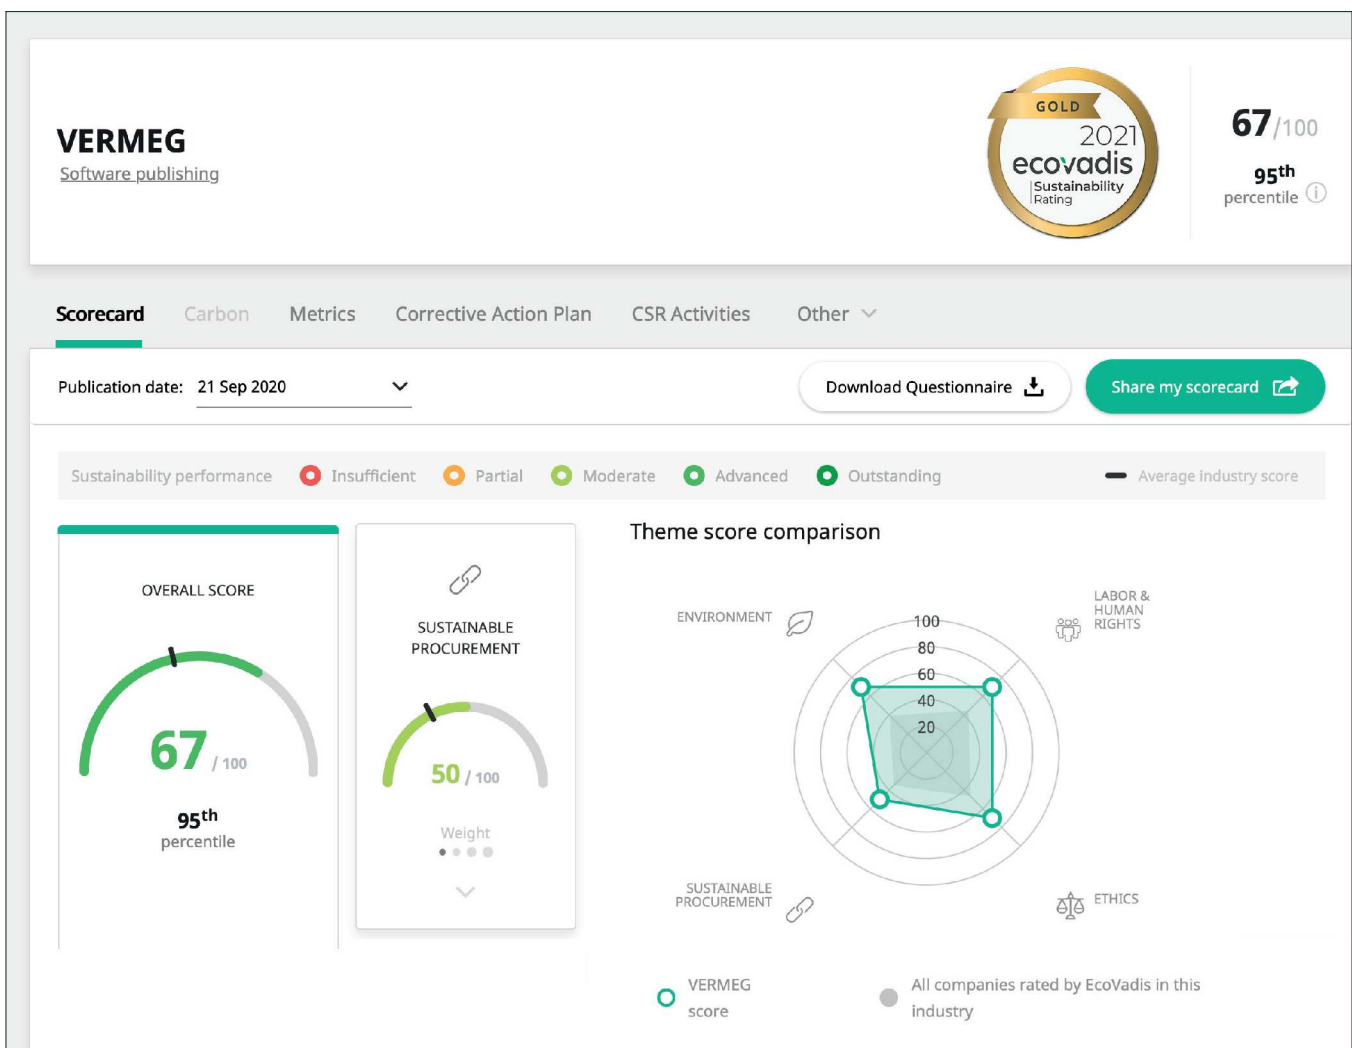 VERMEG
Software publishing
GOLD
2021
ecovadis
Sustainability
Rating
67/100
95th
percentile
Scorecard Carbon Metrics Corrective Action Plan CSR Activities Other
Publication date: 21 Sep 2020
Download Questionnaire
Share my scorecard
Sustainability performance Insufficient Partial Moderate Advanced Outstanding Average industry score
OVERALL SCORE
67 / 100
95th
percentile
SUSTAINABLE
PROCUREMENT
50 / 100
Weight
Theme score comparison
ENVIRONMENT
LABOR &
HUMAN
RIGHTS
100
80
60
40
20
SUSTAINABLE
PROCUREMENT
ETHICS
VERMEG
score
All companies rated by EcoVadis in this
industry